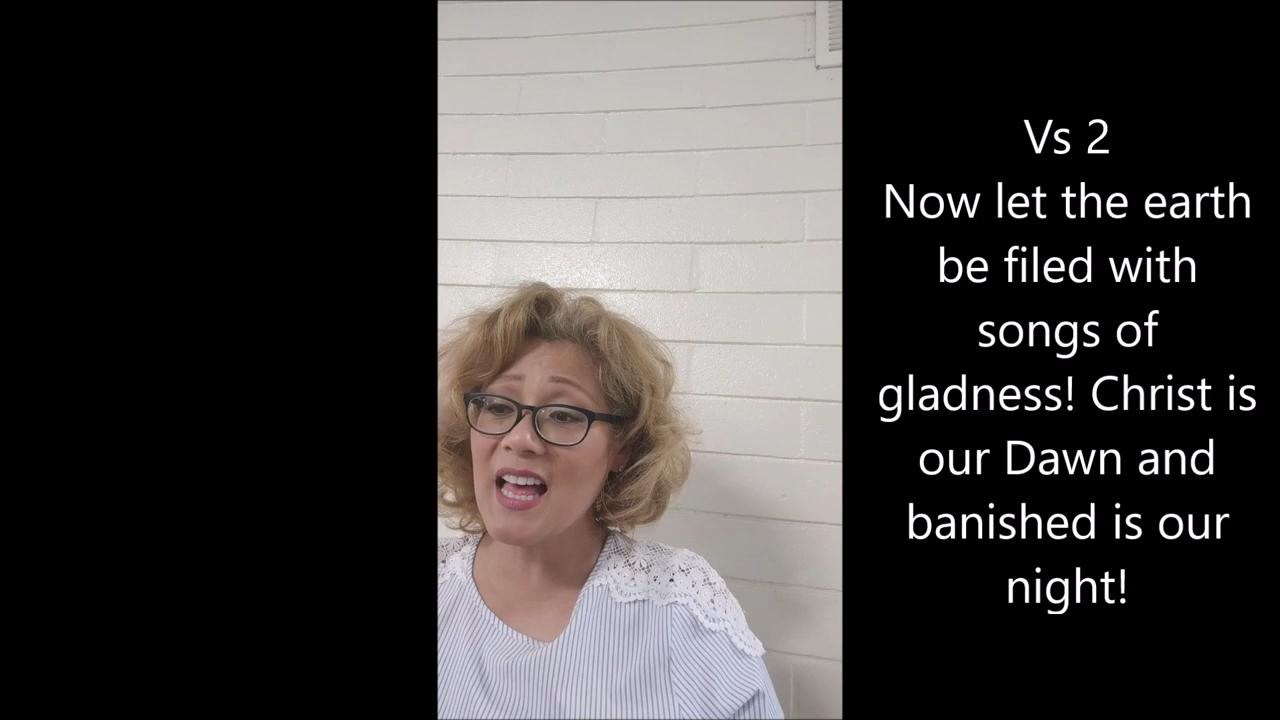 Vs 2
Now let the earth
be filed with
songs of
gladness! Christ is
our Dawn and
banished is our
night!